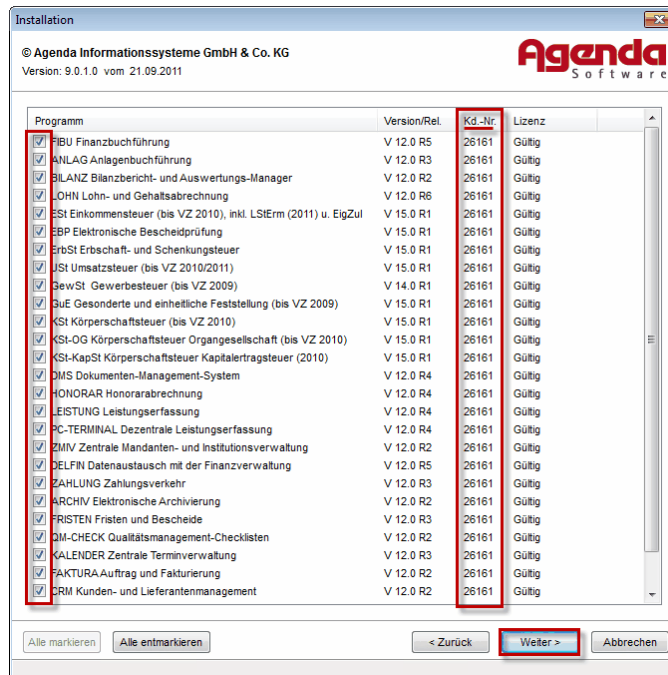 Installation
© Agenda Informationssysteme GmbH & Co. KG
Version: 9.0.1.0 vom 21.09.2011
Agenda
Software
Programm Version/Rel. Kd.-Nr. Lizenz
FIBU Finanzbuchführung V 12.0 R5 26161 Gültig
ANLAG Anlagenbuchführung V 12.0 R3 26161 Gültig
BILANZ Bilanzbericht- und Auswertungs-Manager V 12.0 R2 26161 Gültig
LOHN Lohn- und Gehaltsabrechnung V 12.0 R6 26161 Gültig
ESt Einkommensteuer (bis VZ 2010), inkl. LStErm (2011) u. EigZul V 15.0 R1 26161 Gültig
EBP Elektronische Bescheidprüfung V 15.0 R1 26161 Gültig
ErbSt Erbschaft- und Schenkungsteuer V 15.0 R1 26161 Gültig
USt Umsatzsteuer (bis VZ 2010/2011) V 15.0 R1 26161 Gültig
GewSt Gewerbesteuer (bis VZ 2009) V 14.0 R1 26161 Gültig
GuE Gesonderte und einheitliche Feststellung (bis VZ 2009) V 15.0 R1 26161 Gültig
KSt Körperschaftsteuer (bis VZ 2010) V 15.0 R1 26161 Gültig
KSt-OG Körperschaftsteuer Organgesellschaft (bis VZ 2010) V 15.0 R1 26161 Gültig
KSt-KapSt Körperschaftsteuer Kapitalertragsteuer (2010) V 15.0 R1 26161 Gültig
DMS Dokumenten-Management-System V 12.0 R4 26161 Gültig
HONORAR Honorarabrechnung V 12.0 R4 26161 Gültig
LEISTUNG Leistungserfassung V 12.0 R4 26161 Gültig
PC-TERMINAL Dezentrale Leistungserfassung V 12.0 R4 26161 Gültig
ZMIV Zentrale Mandanten- und Institutionsverwaltung V 12.0 R2 26161 Gültig
DELFIN Datenaustausch mit der Finanzverwaltung V 12.0 R5 26161 Gültig
ZAHLUNG Zahlungsverkehr V 12.0 R3 26161 Gültig
ARCHIV Elektronische Archivierung V 12.0 R2 26161 Gültig
FRISTEN Fristen und Bescheide V 12.0 R3 26161 Gültig
QM-CHECK Qualitätsmanagement-Checklisten V 12.0 R2 26161 Gültig
KALENDER Zentrale Terminverwaltung V 12.0 R3 26161 Gültig
FAKTURA Auftrag und Fakturierung V 12.0 R2 26161 Gültig
CRM Kunden- und Lieferantenmanagement V 12.0 R2 26161 Gültig
Alle markieren Alle entmarkieren < Zurück Weiter > Abbrechen